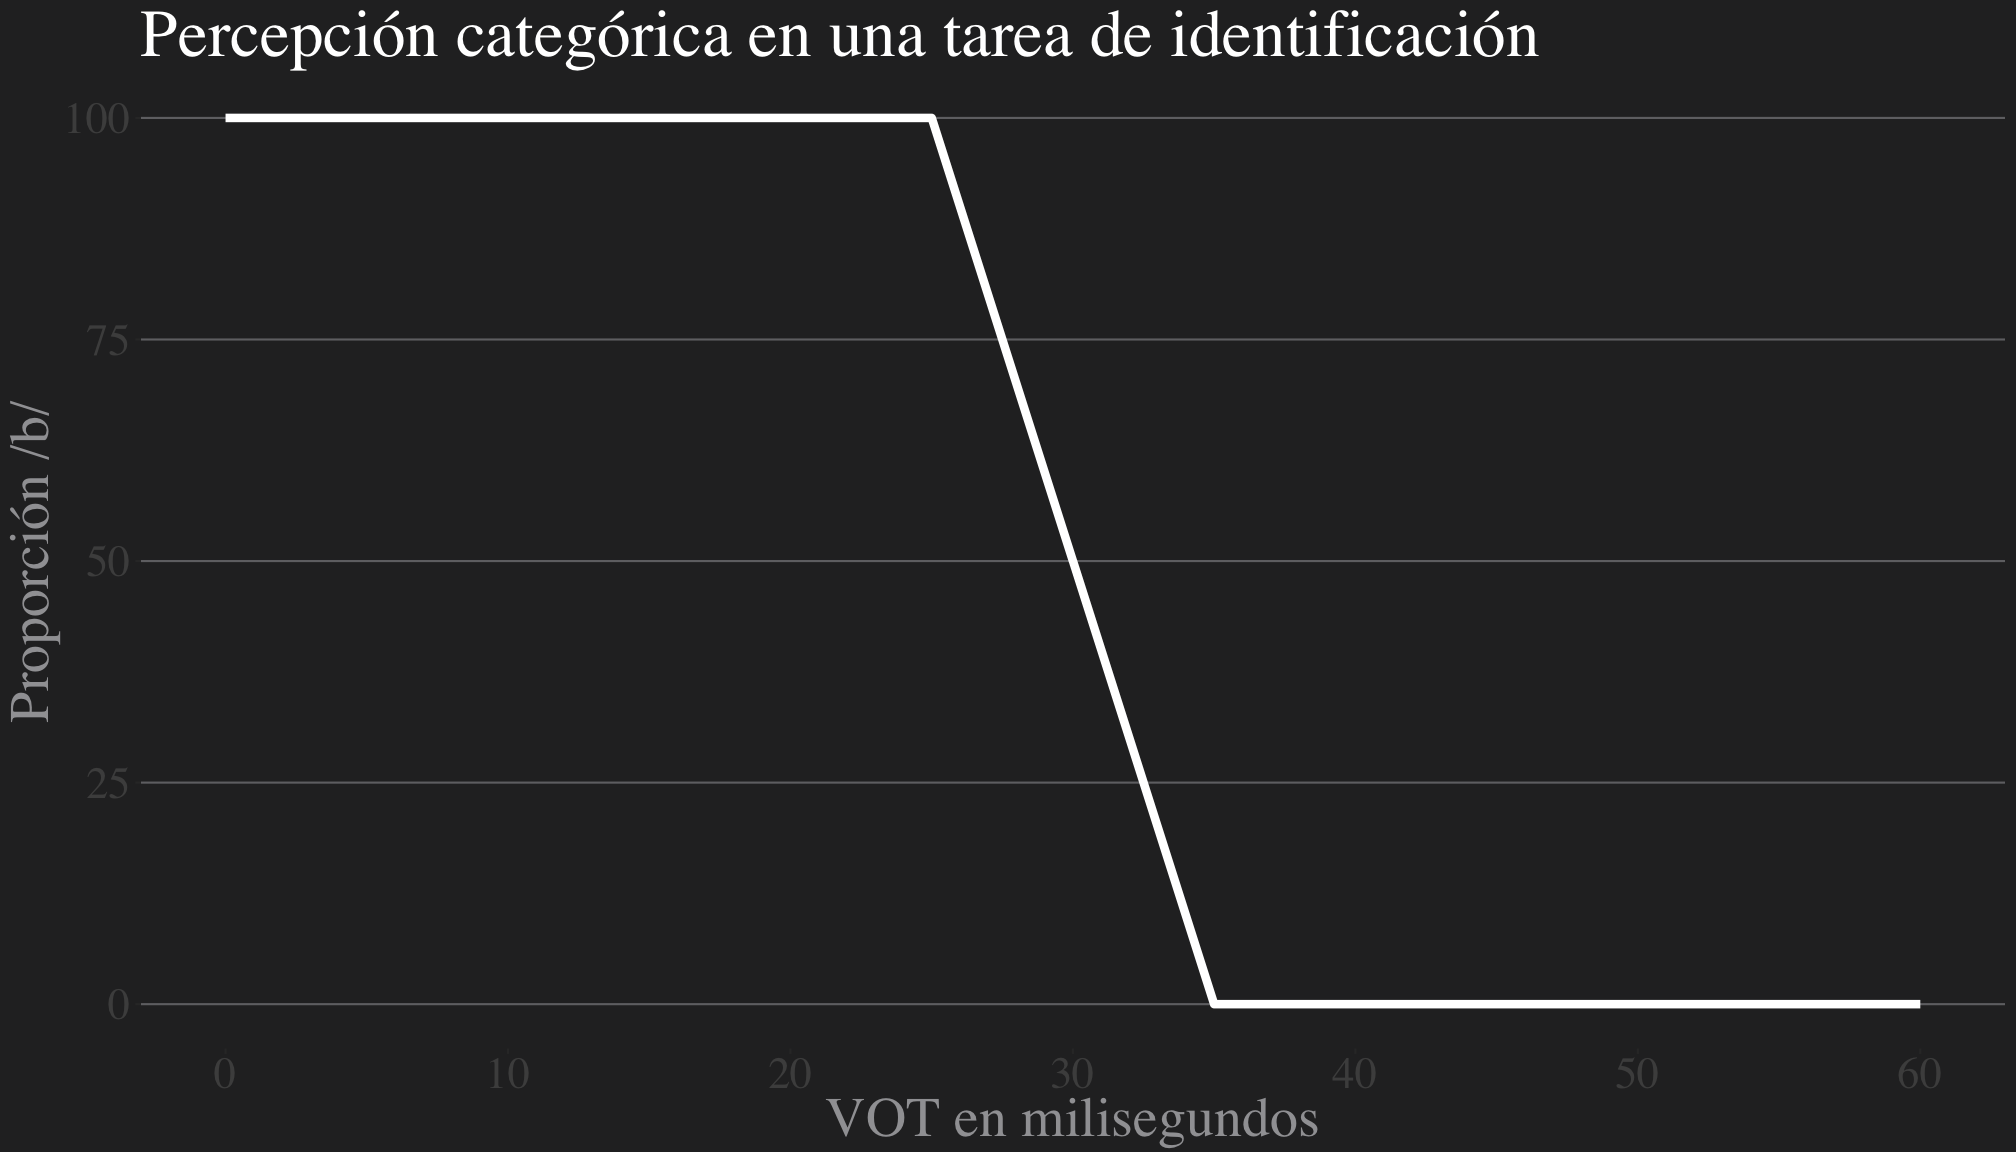 Percepción categórica en una tarea de identificación
100
75
50
25
0
Proporción /b/
0 10 20 30 40 50 60
VOT en milisegundos